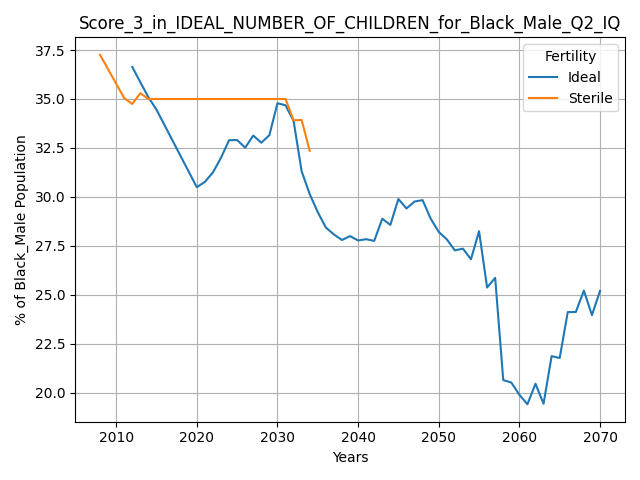 Score_3_in_IDEAL_NUMBER_OF_CHILDREN_for_Black_Male_Q2_IQ
Fertility
Ideal
Sterile
% of Black_Male Population
37.5
35.0
32.5
30.0
27.5
25.0
22.5
20.0
2010 2020 2030 2040 2050 2060 2070
Years